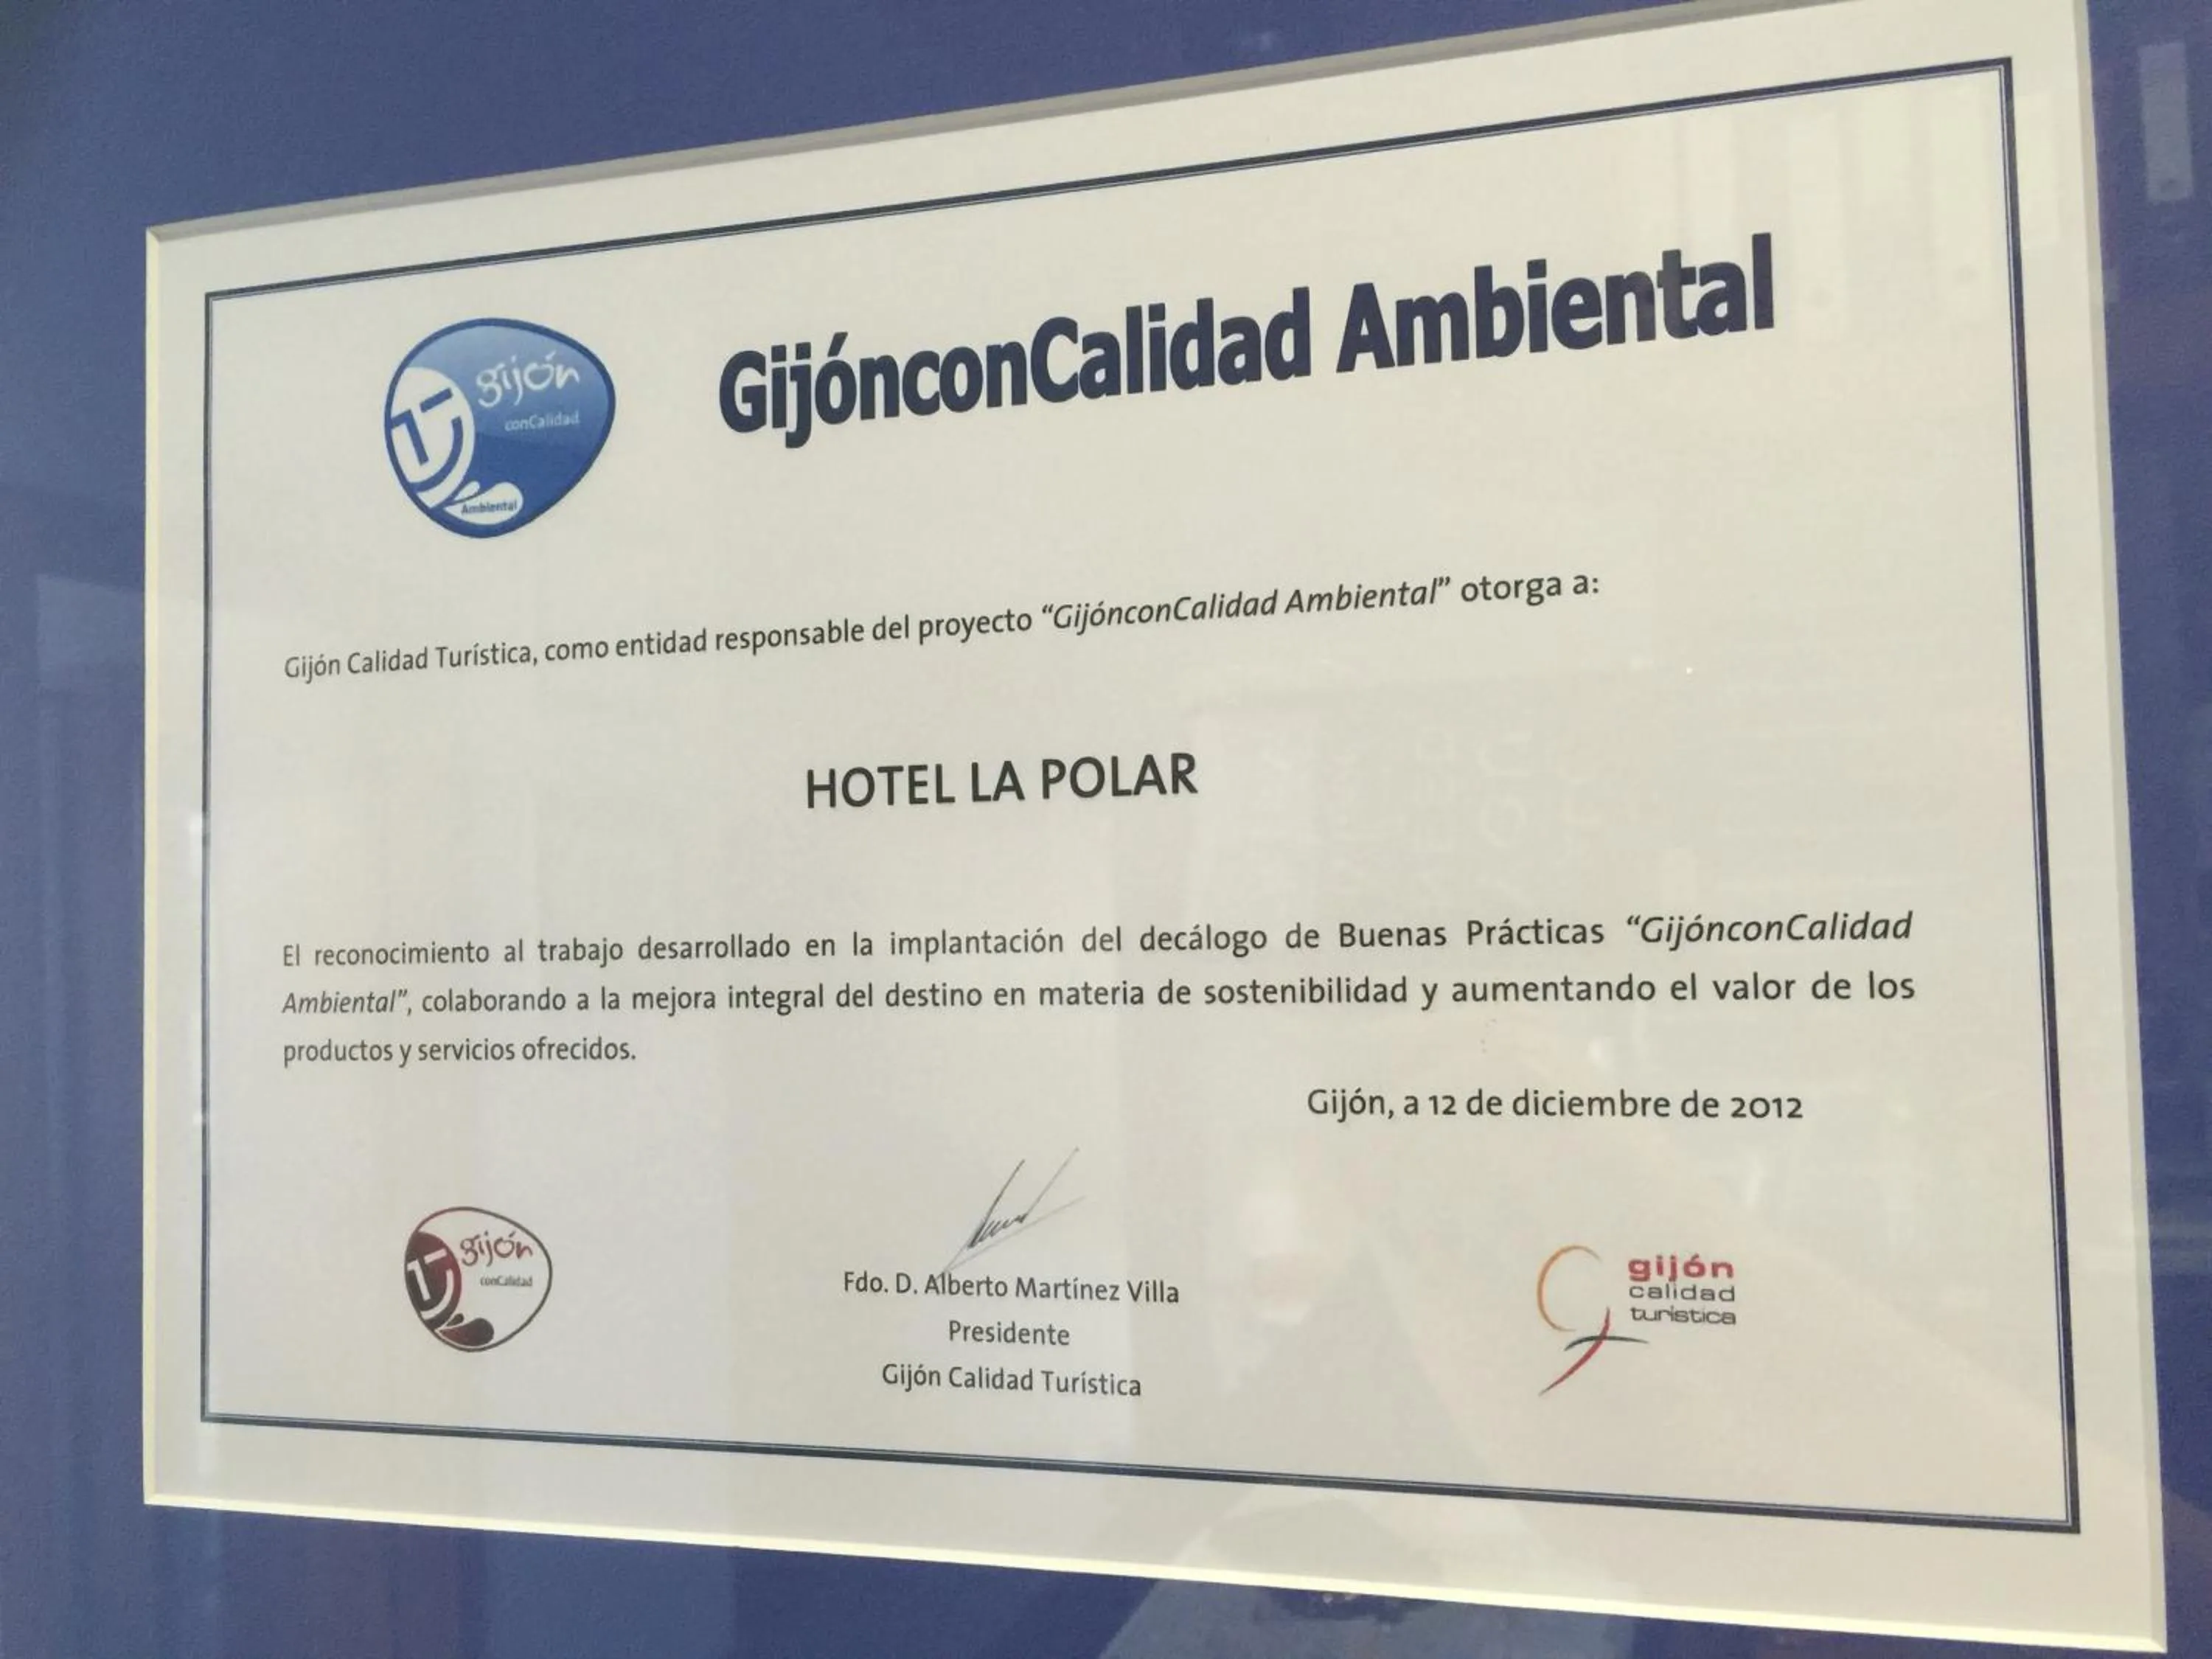 gijón
conCalidad
Ambiental
GijónconCalidad Ambiental
Gijón Calidad Turística, como entidad responsable del proyecto “GijónconCalidad Ambiental” otorga a:
HOTEL LA POLAR
El reconocimiento al trabajo desarrollado en la implantación del decálogo de Buenas Prácticas “GijónconCalidad
Ambiental”, colaborando a la mejora integral del destino en materia de sostenibilidad y aumentando el valor de los
productos y servicios ofrecidos.
Gijón, a 12 de diciembre de 2012
gijón
conCalidad
Fdo. D. Alberto Martínez Villa
Presidente
Gijón Calidad Turística
gijón
calidad
turística